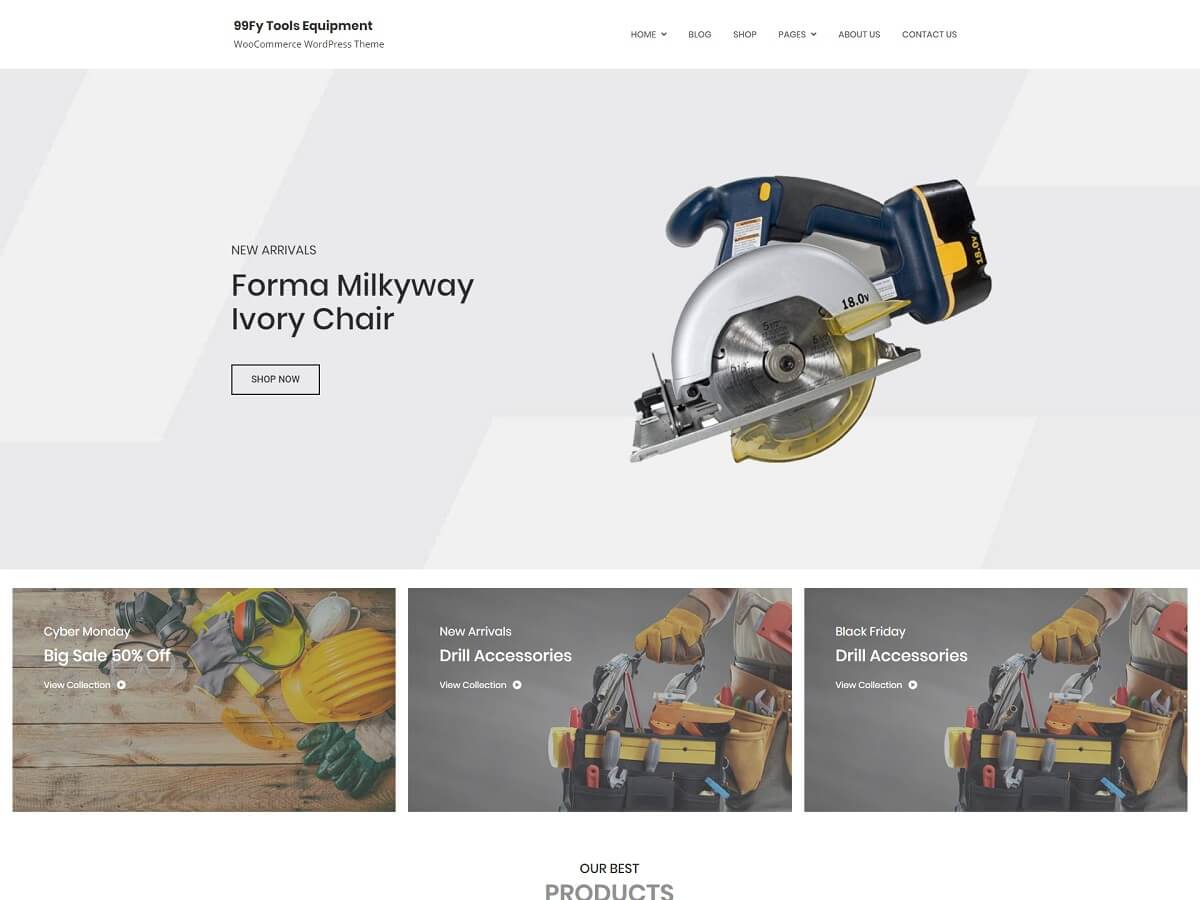 99Fy Tools Equipment
WooCommerce WordPress Theme
HOME
BLOG
SHOP
PAGES
ABOUT US
CONTACT US
NEW ARRIVALS
Forma Milkyway
Ivory Chair
SHOP NOW
18.0v
18.0v
Cyber Monday
Big Sale 50% Off
View Collection
New Arrivals
Drill Accessories
View Collection
Black Friday
Drill Accessories
View Collection
OUR BEST
PRODUCTS